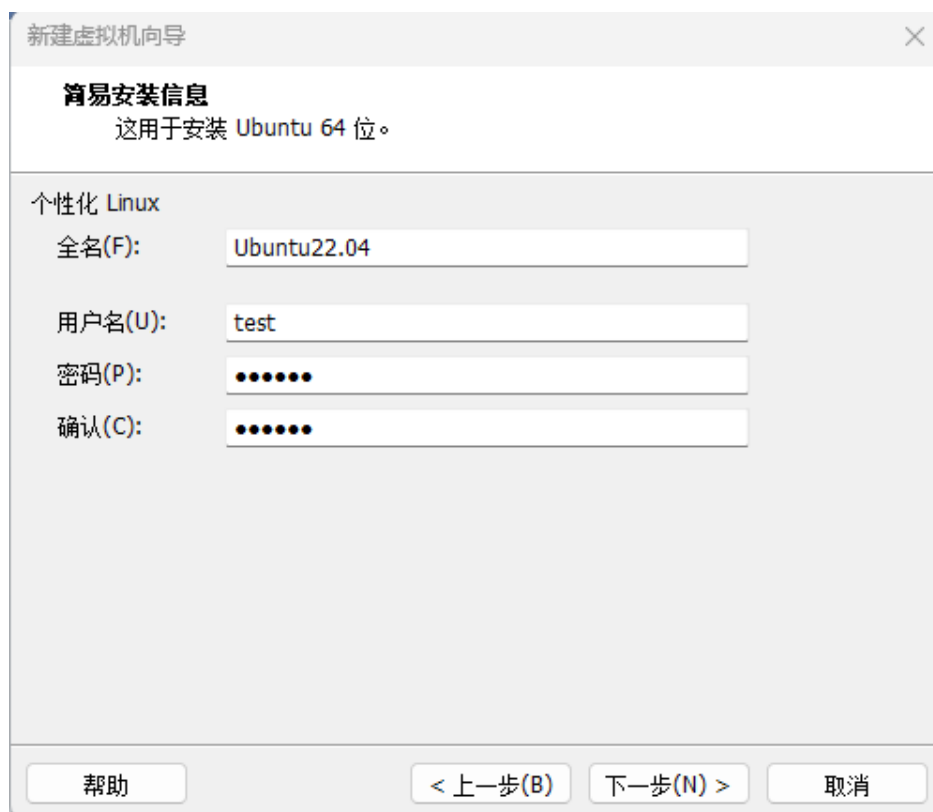 新建虚拟机向导
简易安装信息
这用于安装 Ubuntu 64 位。
个性化 Linux
全名(F): Ubuntu22.04
用户名(U): test
密码(P): ●●●●●●
确认(C): ●●●●●●
帮助 < 上一步(B) 下一步(N) > 取消